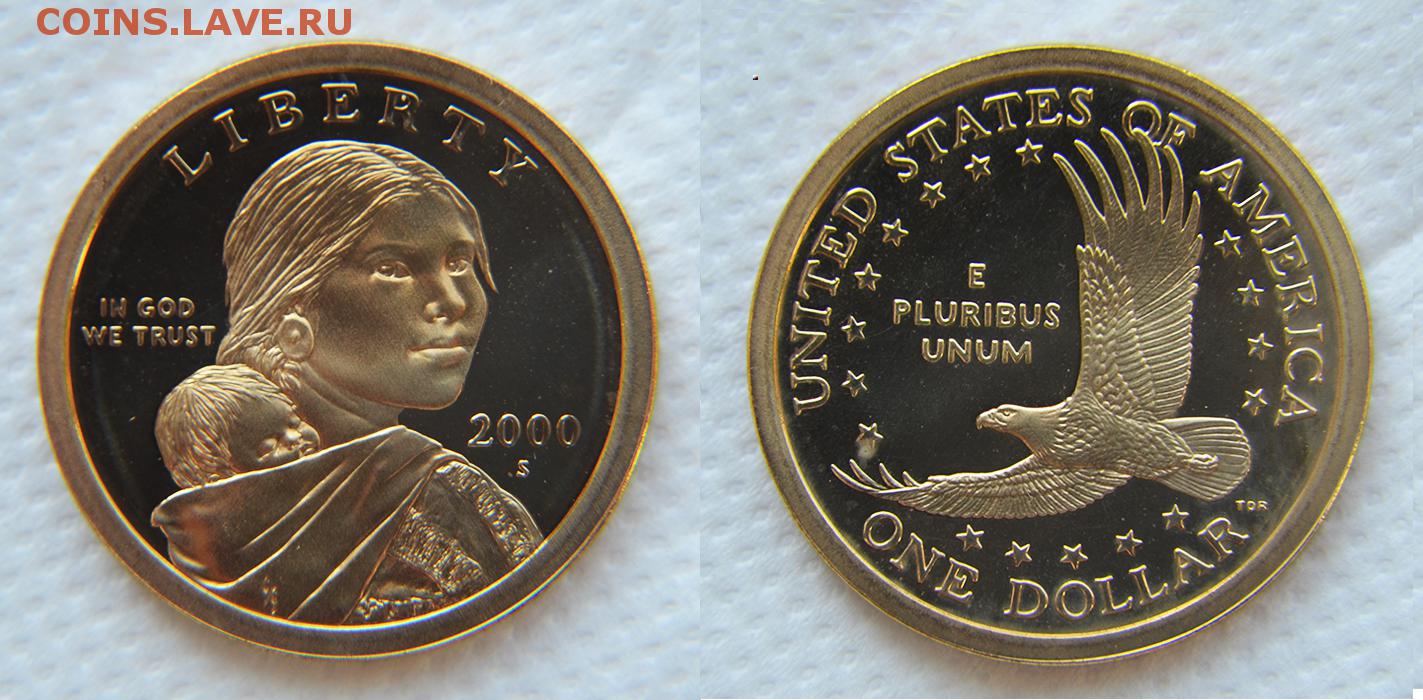 COINS.LAVE.RU
LIBERTY
IN GOD
WE TRUST
2000
S
UNITED STATES OF AMERICA
E
PLURIBUS
UNUM
TDR
ONE DOLLAR